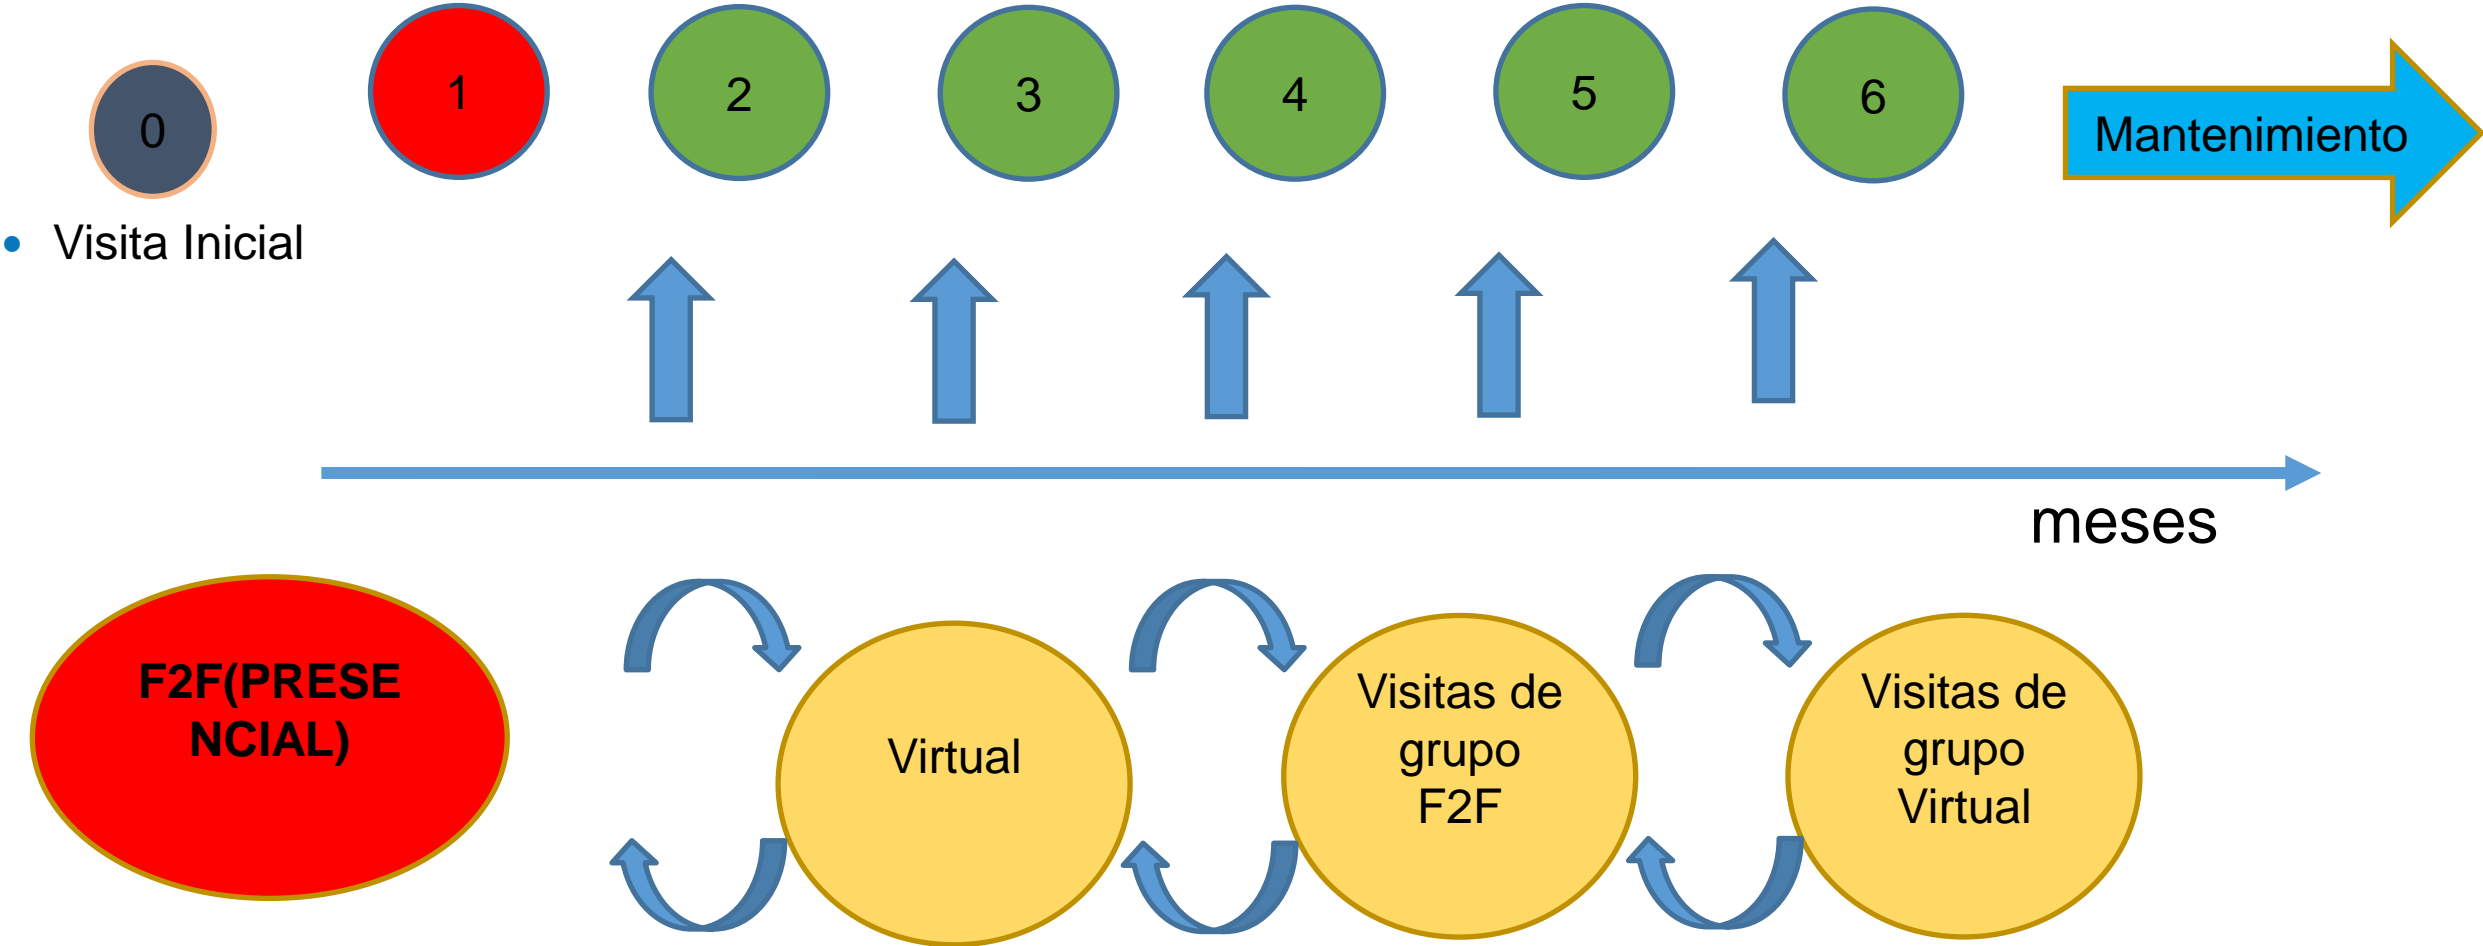 0
1
2
3
4
5
6
Mantenimiento
• Visita Inicial
meses
F2F(PRESE
NCIAL)
Virtual
Visitas de
grupo
F2F
Visitas de
grupo
Virtual